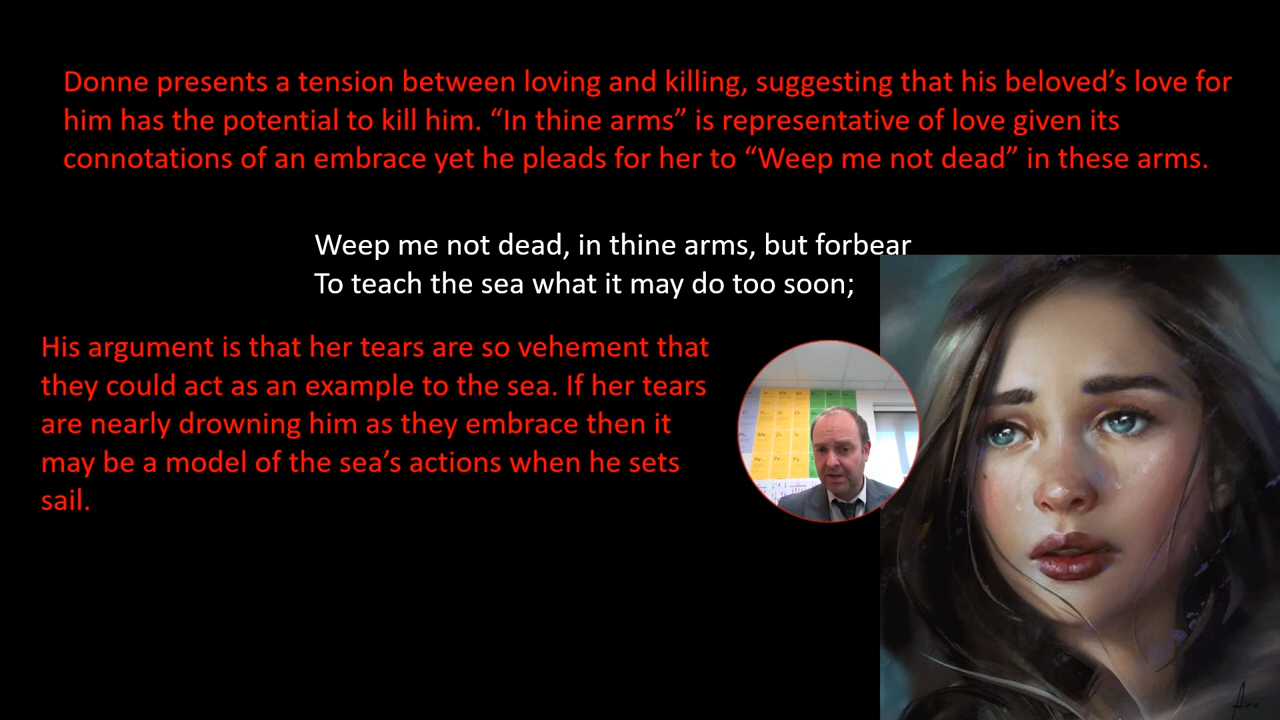 Donne presents a tension between loving and killing, suggesting that his beloved’s love for
him has the potential to kill him. “In thine arms” is representative of love given its
connotations of an embrace yet he pleads for her to “Weep me not dead” in these arms.
Weep me not dead, in thine arms, but forbear
To teach the sea what it may do too soon;
His argument is that her tears are so vehement that
they could act as an example to the sea. If her tears
are nearly drowning him as they embrace then it
may be a model of the sea’s actions when he sets
sail.